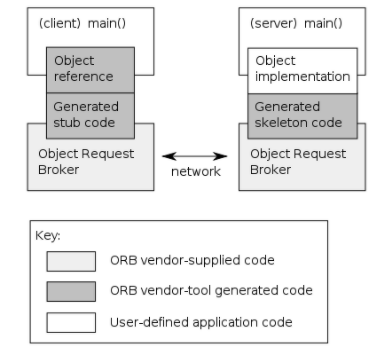 (client) main()
Object
reference
Generated
stub code
Object Request
Broker
network
(server) main()
Object
implementation
Generated
skeleton code
Object Request
Broker
Key:
ORB vendor-supplied code
ORB vendor-tool generated code
User-defined application code